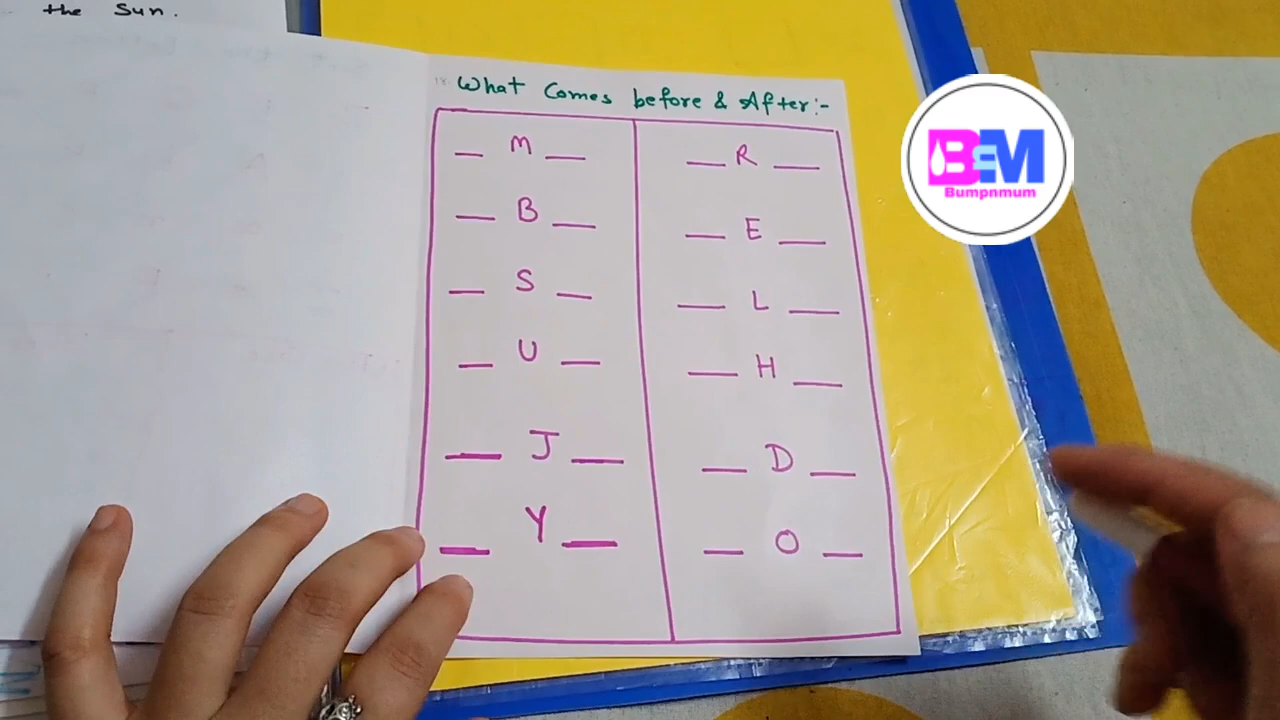 the Sun.
What Comes before & After:-
__ M __
__ B __
__ S __
__ U __
__ J __
__ Y __
__ R __
__ E __
__ L __
__ H __
__ D __
__ O __
BEM
Bumpnmum